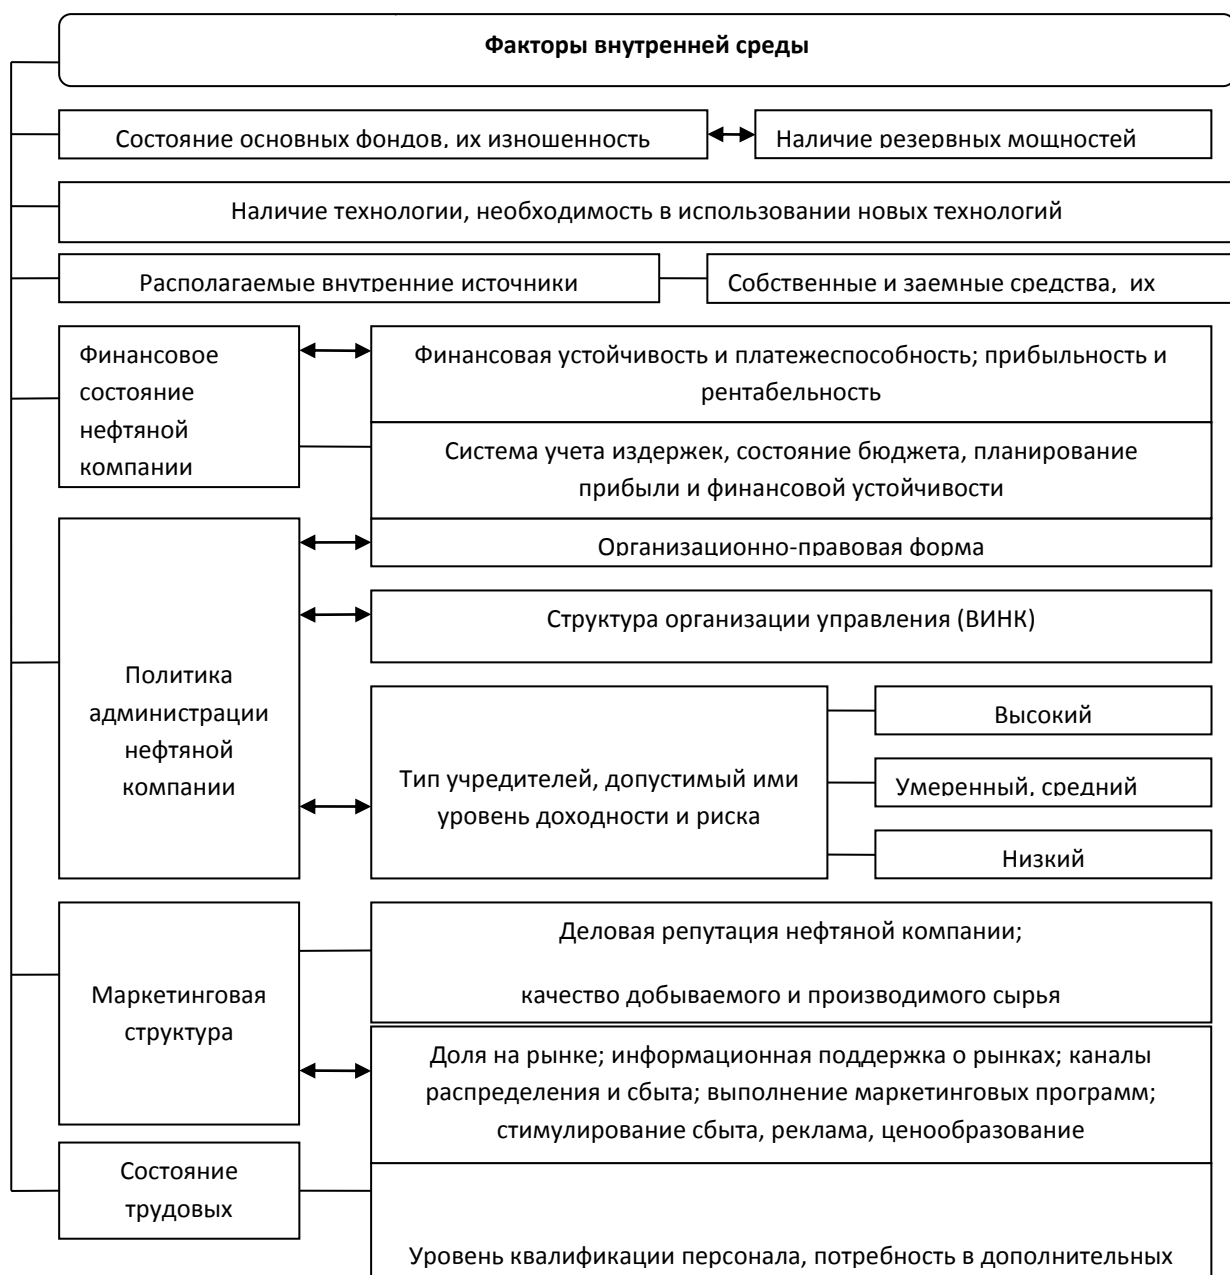 Факторы внутренней среды
Состояние основных фондов, их изношенность
Наличие резервных мощностей
Наличие технологии, необходимость в использовании новых технологий
Располагаемые внутренние источники
Собственные и заемные средства, их
Финансовое
состояние
нефтяной
компании
Финансовая устойчивость и платежеспособность; прибыльность и
рентабельность
Система учета издержек, состояние бюджета, планирование
прибыли и финансовой устойчивости
Политика
администрации
нефтяной
компании
Организационно-правовая форма
Структура организации управления (ВИНК)
Тип учредителей, допустимый ими
уровень доходности и риска
Высокий
Умеренный, средний
Низкий
Маркетинговая
структура
Деловая репутация нефтяной компании;
качество добываемого и производимого сырья
Доля на рынке; информационная поддержка о рынках; каналы
распределения и сбыта; выполнение маркетинговых программ;
стимулирование сбыта, реклама, ценообразование
Состояние
трудовых
Уровень квалификации персонала, потребность в дополнительных